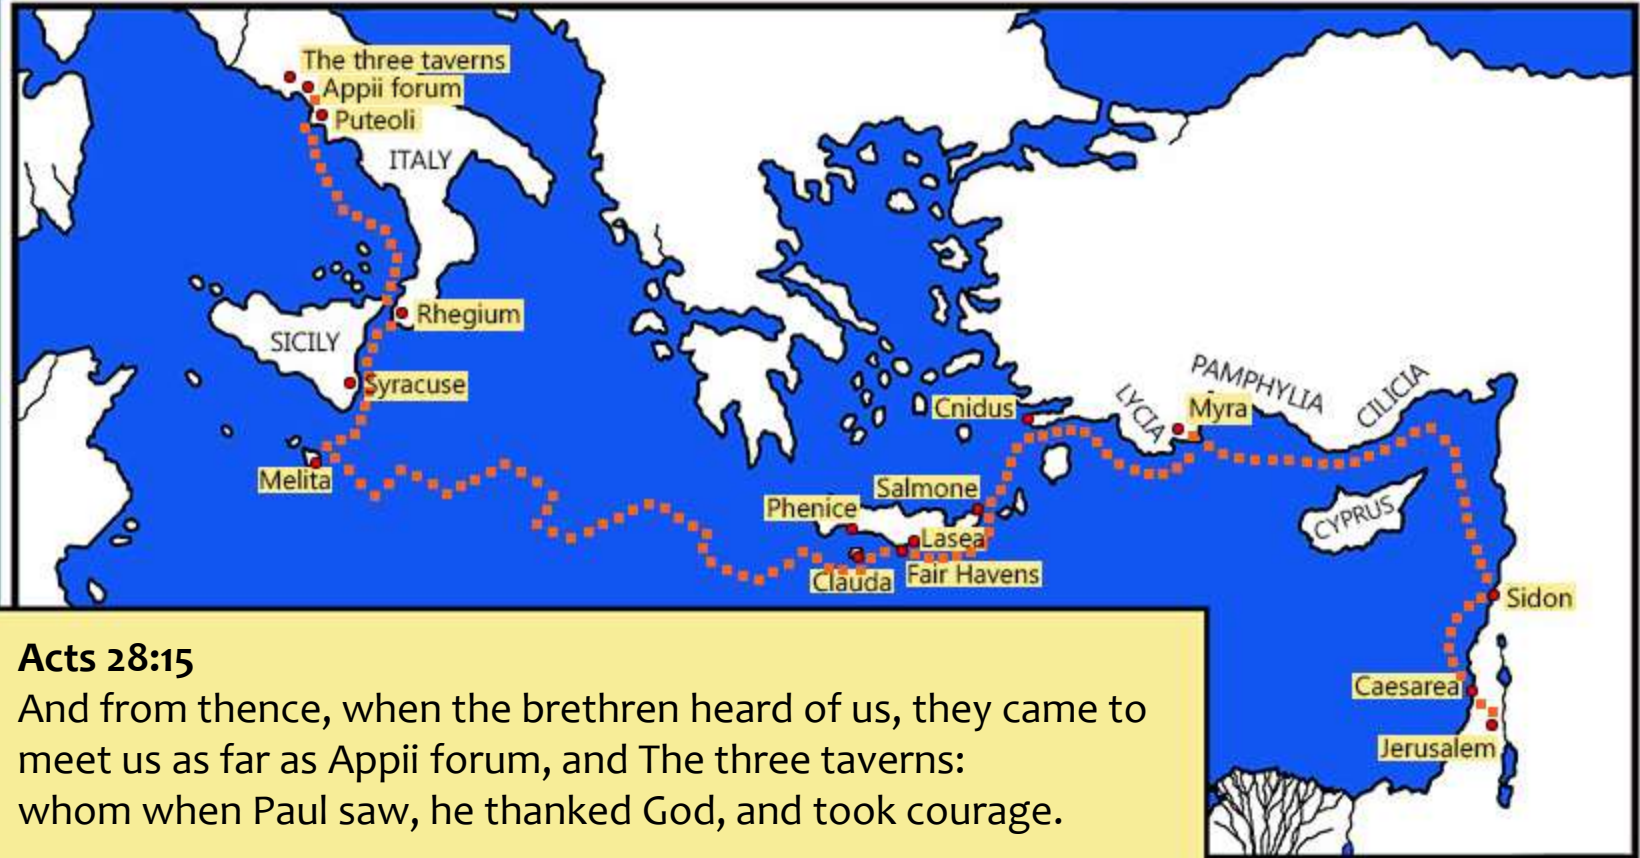 The three taverns
Appii forum
Puteoli
ITALY
Rhegium
SICILY
Syracuse
Melita
PAMPHYLIA
CILICIA
LYCIA
Myra
Cnidus
Salmone
Phenice
Lasea
Clauda
Fair Havens
CYPRUS
Sidon
Caesarea
Jerusalem
Acts 28:15
And from thence, when the brethren heard of us, they came to
meet us as far as Appii forum, and The three taverns:
whom when Paul saw, he thanked God, and took courage.